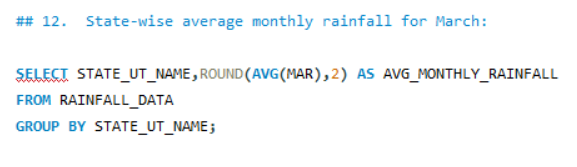 ## 12.  State-wise average monthly rainfall for March:
SELECT STATE_UT_NAME,ROUND(AVG(MAR),2) AS AVG_MONTHLY_RAINFALL
FROM RAINFALL_DATA
GROUP BY STATE_UT_NAME;